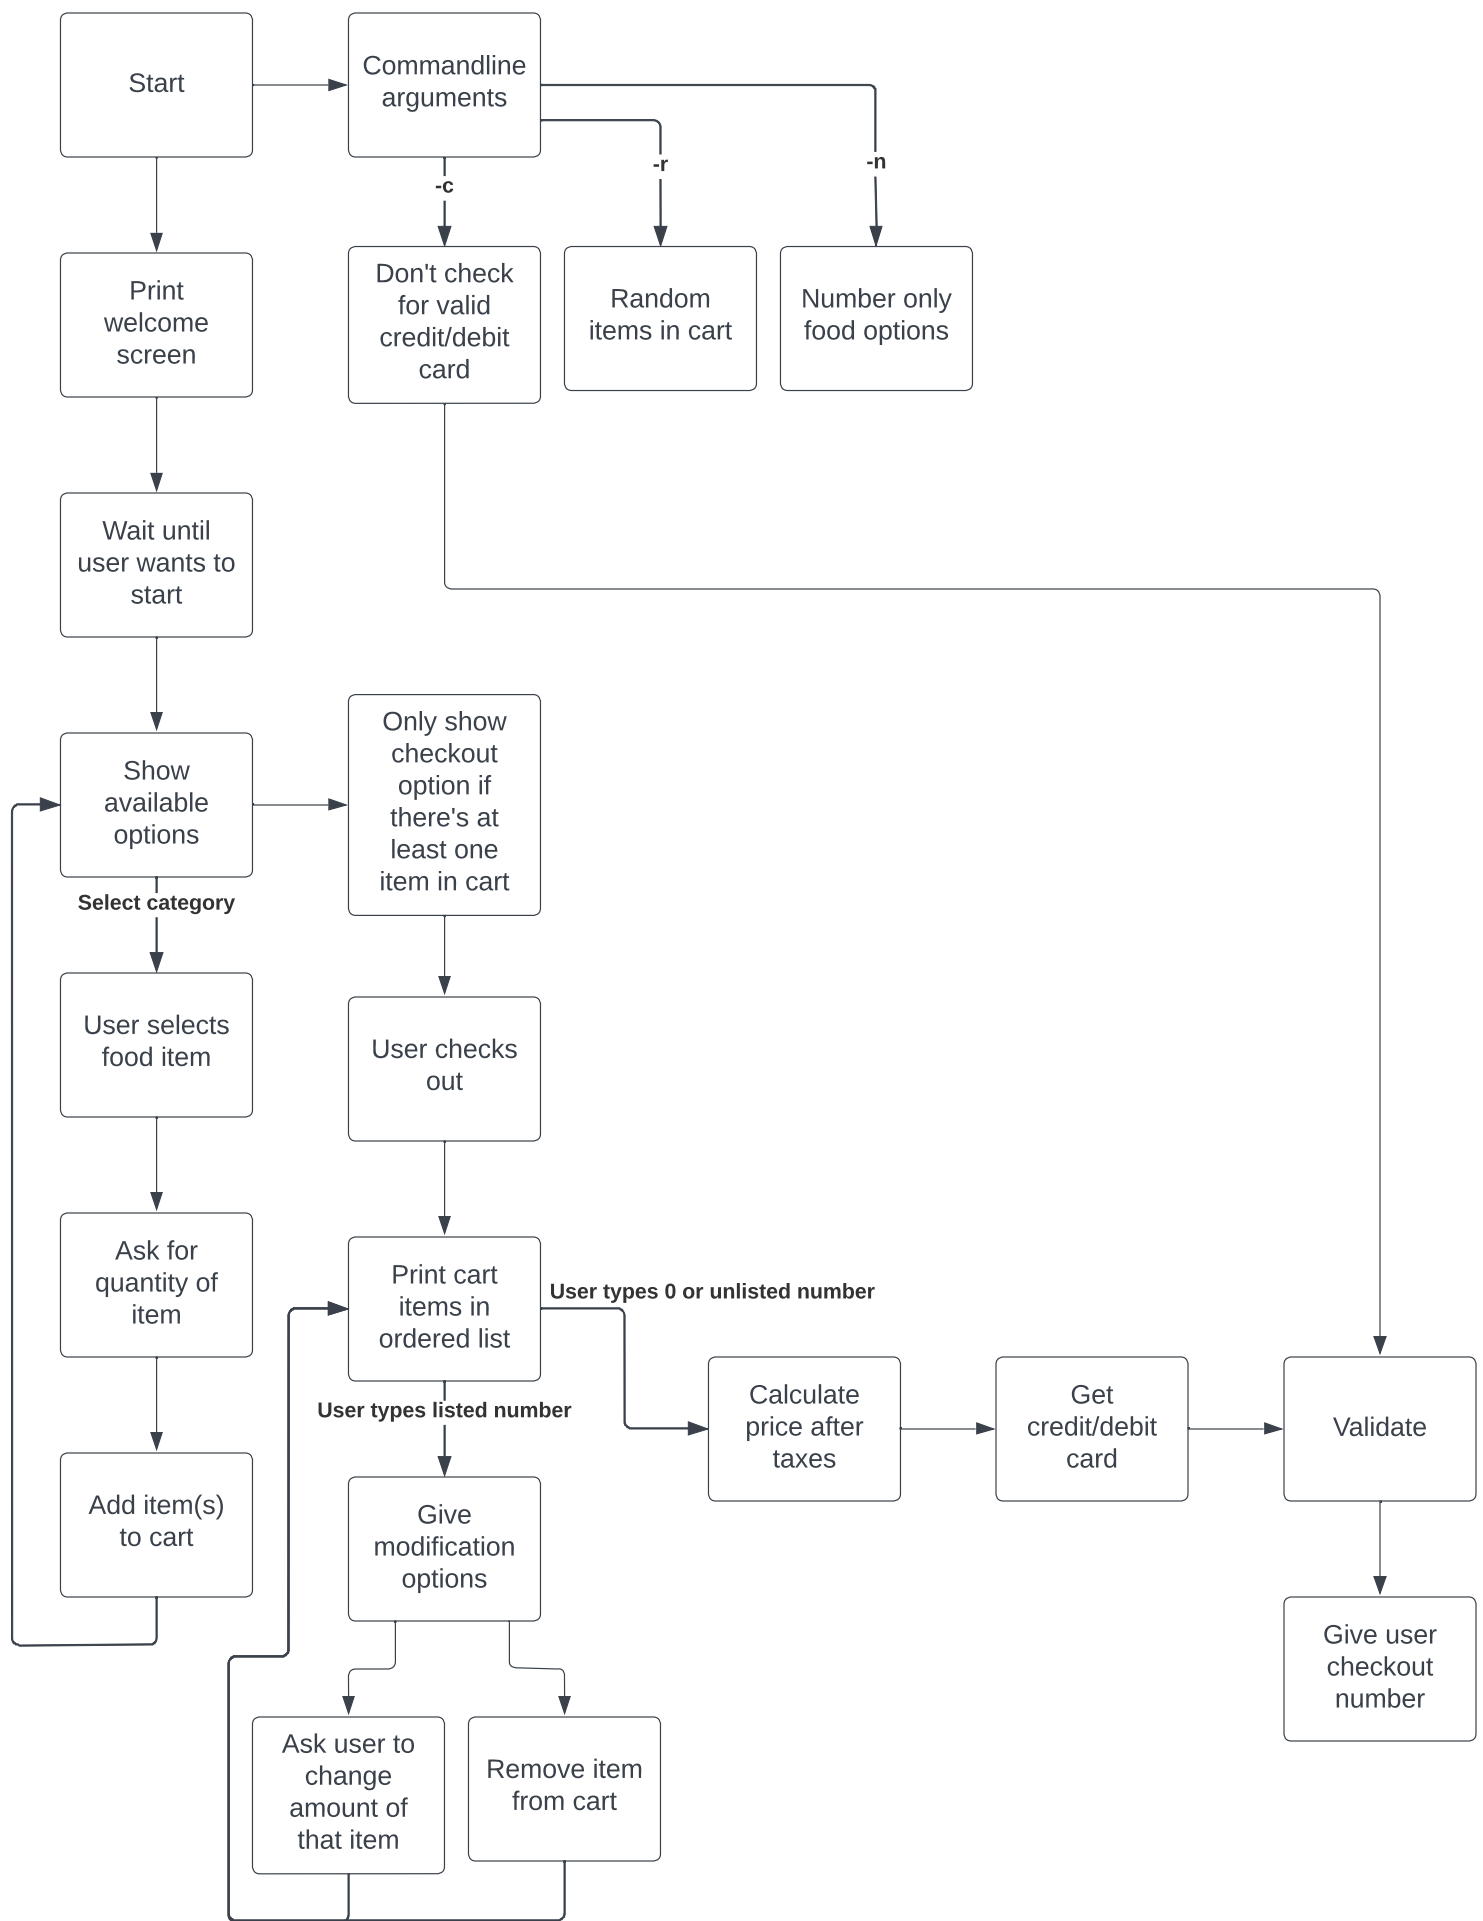 Start
Commandline
arguments
-c
-r
-n
Print
welcome
screen
Don't check
for valid
credit/debit
card
Random
items in cart
Number only
food options
Wait until
user wants to
start
Show
available
options
Only show
checkout
option if
there's at
least one
item in cart
Select category
User selects
food item
User checks
out
Ask for
quantity of
item
Print cart
items in
ordered list
User types 0 or unlisted number
User types listed number
Calculate
price after
taxes
Get
credit/debit
card
Validate
Add item(s)
to cart
Give
modification
options
Give user
checkout
number
Ask user to
change
amount of
that item
Remove item
from cart